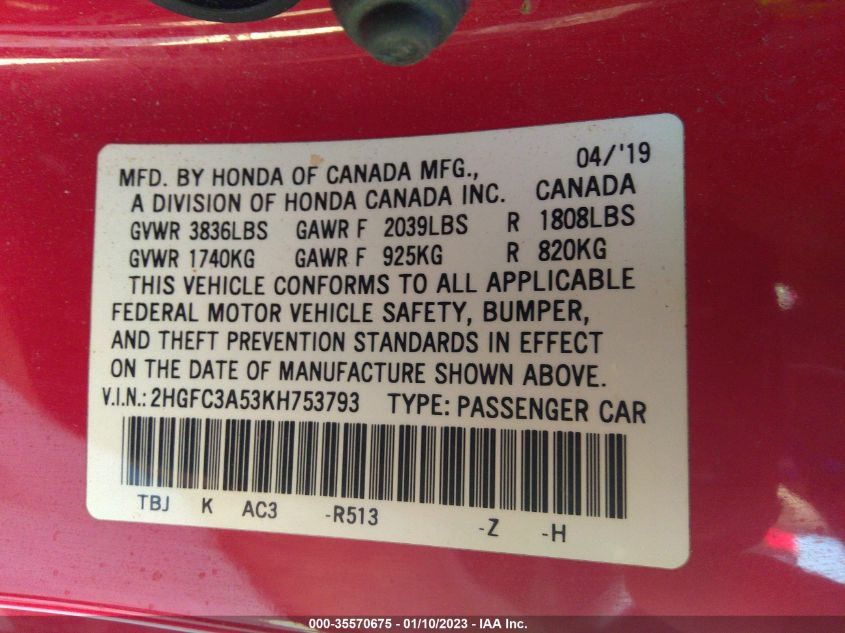 MFD. BY HONDA OF CANADA MFG., 04/'19
A DIVISION OF HONDA CANADA INC. CANADA
GVWR 3836LBS GAWR F 2039LBS R 1808LBS
GVWR 1740KG GAWR F 925KG R 820KG
THIS VEHICLE CONFORMS TO ALL APPLICABLE
FEDERAL MOTOR VEHICLE SAFETY, BUMPER,
AND THEFT PREVENTION STANDARDS IN EFFECT
ON THE DATE OF MANUFACTURE SHOWN ABOVE.
V.I.N.: 2HGFC3A53KH753793 TYPE: PASSENGER CAR
TBJ K AC3 -R513 -Z -H
000-35570675 - 01/10/2023 - IAA Inc.